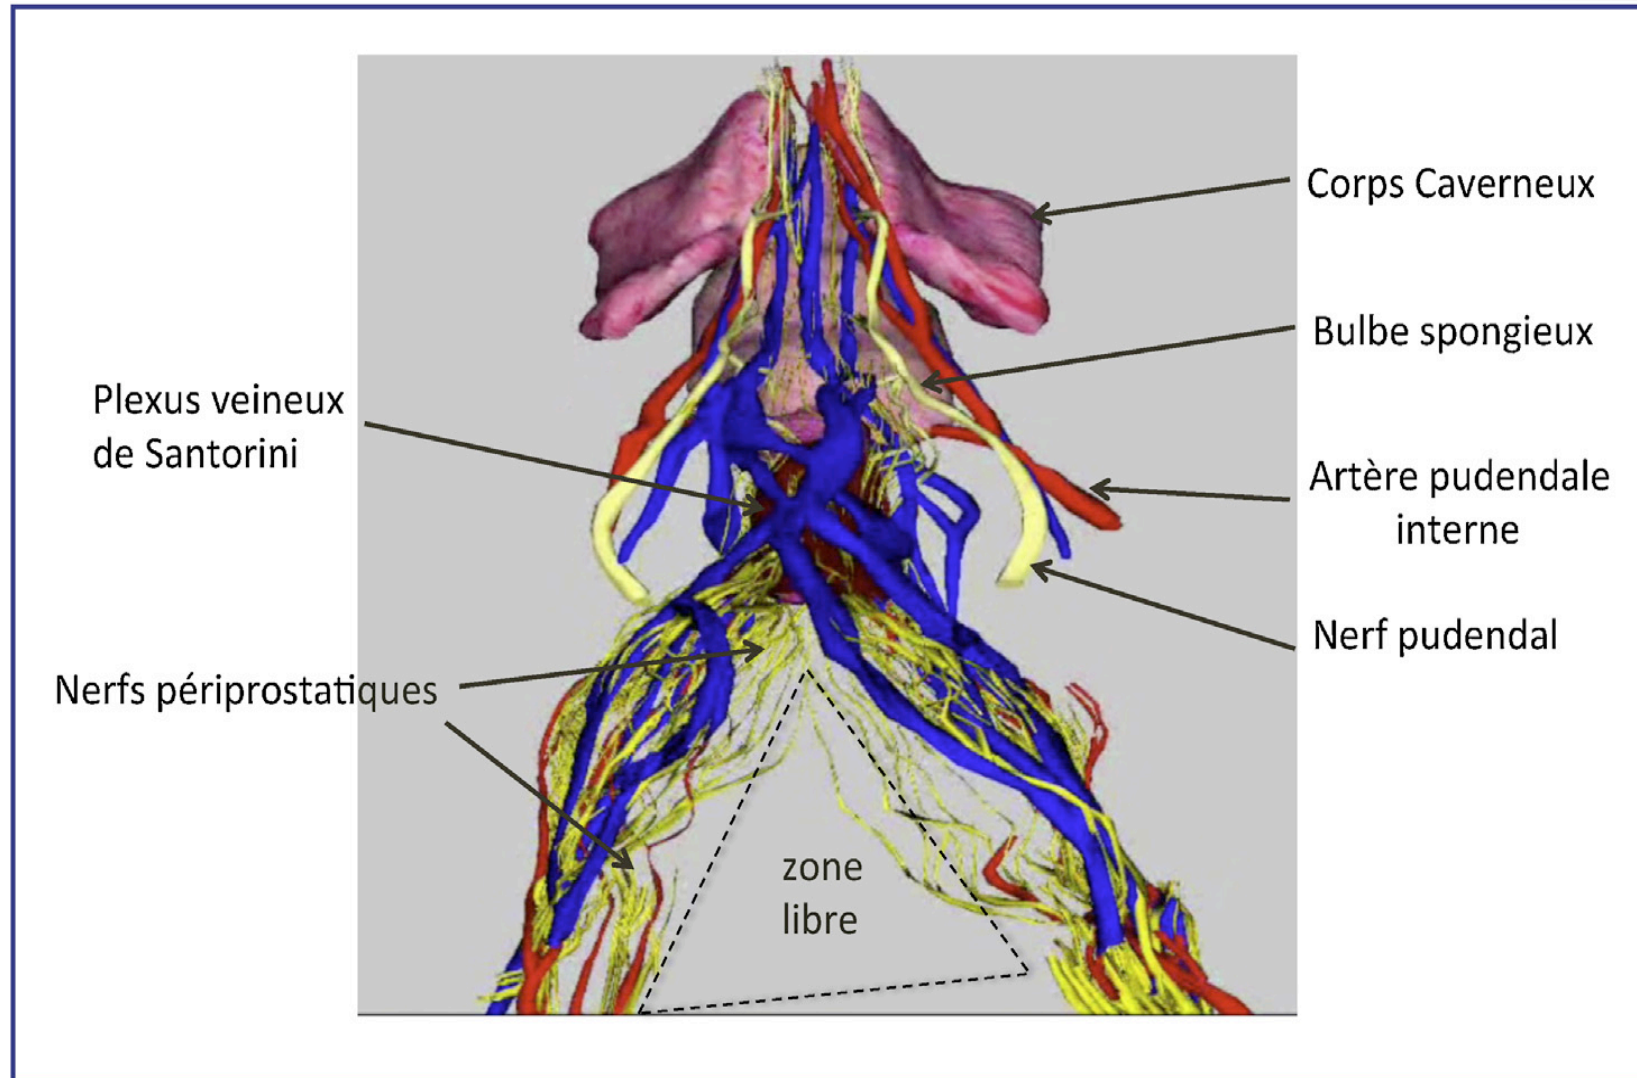 Corps Caverneux
Bulbe spongieux
Plexus veineux
de Santorini
Artère pudendale
interne
Nerf pudendal
Nerfs périprostatiques
zone
libre